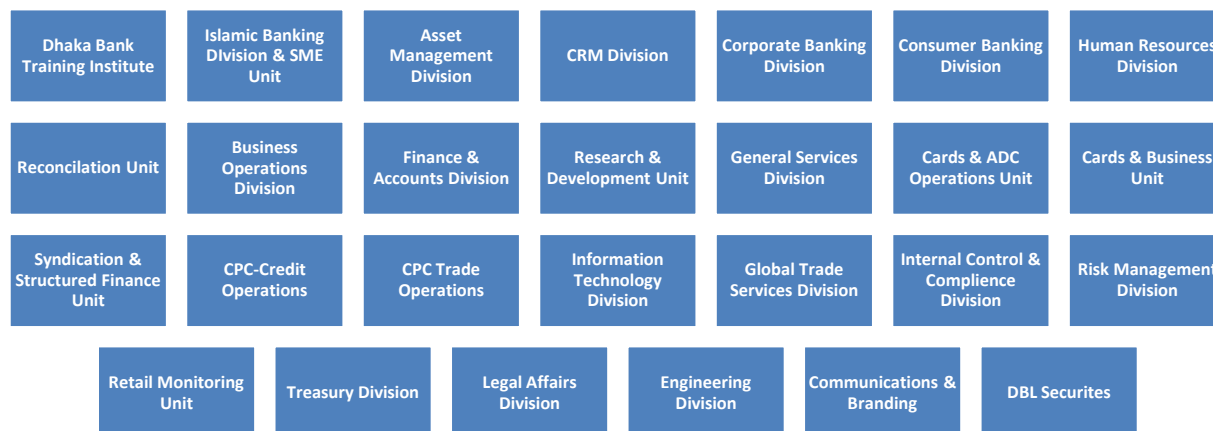 Dhaka Bank
Training Institute
Islamic Banking
DIvision & SME
Unit
Asset
Management
Division
CRM Division
Corporate Banking
Division
Consumer Banking
Division
Human Resources
Division
Reconcilation Unit
Business
Operations
Division
Finance &
Accounts Division
Research &
Development Unit
General Services
Division
Cards & ADC
Operations Unit
Cards & Business
Unit
Syndication &
Structured Finance
Unit
CPC-Credit
Operations
CPC Trade
Operations
Information
Technology
Division
Global Trade
Services Division
Internal Control &
Complience
Division
Risk Management
Division
Retail Monitoring
Unit
Treasury Division
Legal Affairs
Division
Engineering
Division
Communications &
Branding
DBL Securites